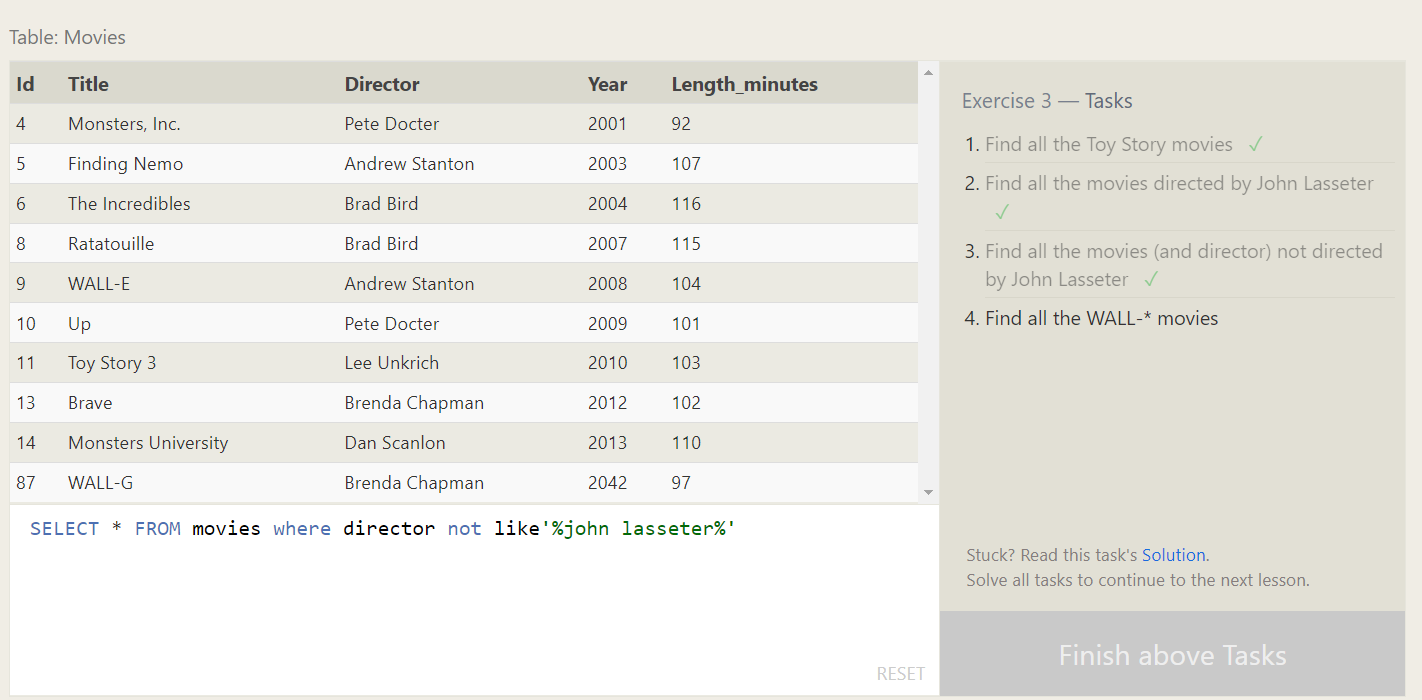 Table: Movies
Id Title Director Year Length_minutes
4 Monsters, Inc. Pete Docter 2001 92
5 Finding Nemo Andrew Stanton 2003 107
6 The Incredibles Brad Bird 2004 116
8 Ratatouille Brad Bird 2007 115
9 WALL-E Andrew Stanton 2008 104
10 Up Pete Docter 2009 101
11 Toy Story 3 Lee Unkrich 2010 103
13 Brave Brenda Chapman 2012 102
14 Monsters University Dan Scanlon 2013 110
87 WALL-G Brenda Chapman 2042 97
SELECT * FROM movies where director not like'%john lasseter%'
RESET
Exercise 3 — Tasks
1. Find all the Toy Story movies ✓
2. Find all the movies directed by John Lasseter
✓
3. Find all the movies (and director) not directed
by John Lasseter ✓
4. Find all the WALL-* movies
Stuck? Read this task's Solution.
Solve all tasks to continue to the next lesson.
Finish above Tasks